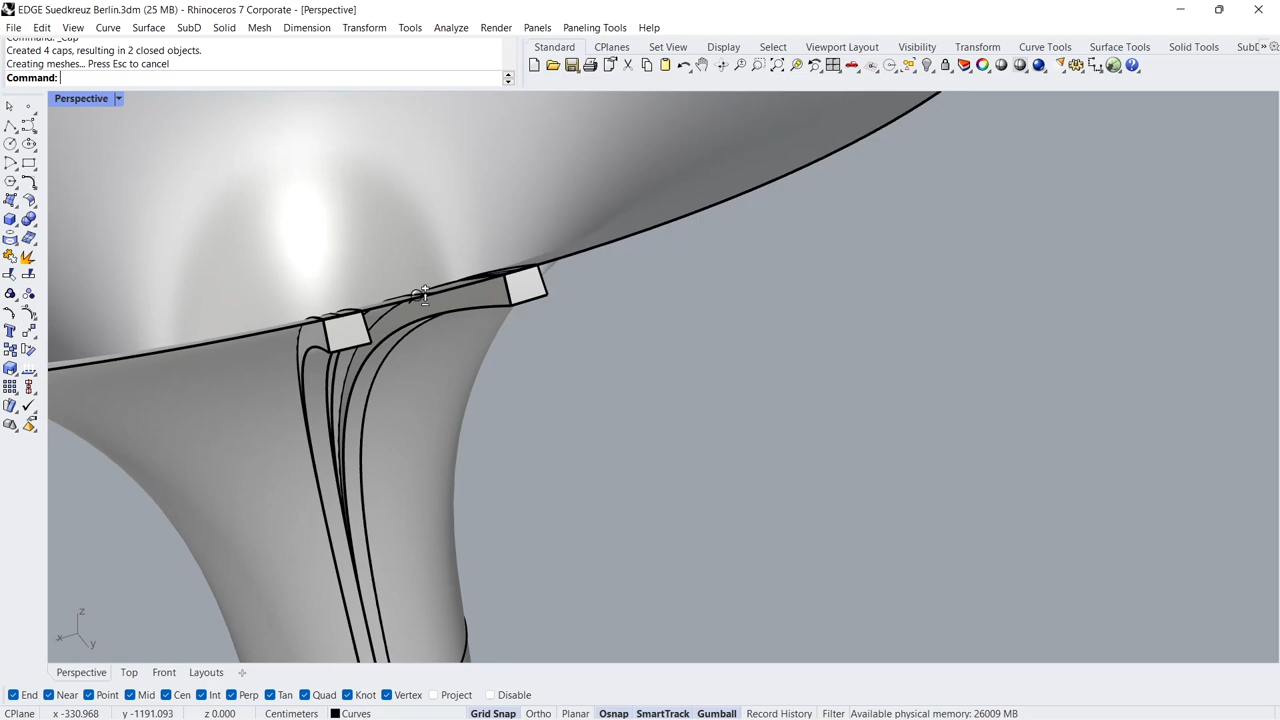 EDGE Suedkreuz Berlin.3dm (25 MB) - Rhinoceros 7 Corporate - [Perspective]
File Edit View Curve Surface SubD Solid Mesh Dimension Transform Tools Analyze Render Panels Paneling Tools Help
Created 4 caps, resulting in 2 closed objects.
Creating meshes... Press Esc to cancel
Command:
Standard CPlanes Set View Display Select Viewport Layout Visibility Transform Curve Tools Surface Tools Solid Tools SubD »
Perspective
z
x
y
Perspective Top Front Layouts
End Near Point Mid Cen Int Perp Tan Quad Knot Vertex Project Disable
CPlane x -330.968 y -1191.093 z 0.000 Centimeters Curves Grid Snap Ortho Planar Osnap SmartTrack Gumball Record History Filter Available physical memory: 26009 MB